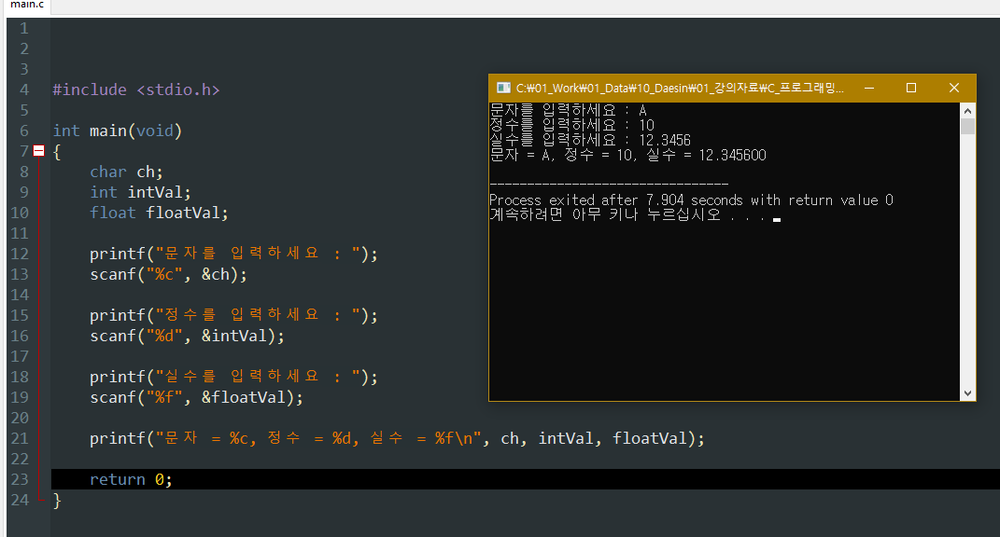 main.c
1
2
3
4 #include <stdio.h>
5
6 int main(void)
7 {
8 char ch;
9 int intVal;
10 float floatVal;
11
12 printf("문자를 입력하세요 : ");
13 scanf("%c", &ch);
14
15 printf("정수를 입력하세요 : ");
16 scanf("%d", &intVal);
17
18 printf("실수를 입력하세요 : ");
19 scanf("%f", &floatVal);
20
21 printf("문자 = %c, 정수 = %d, 실수 = %f\n", ch, intVal, floatVal);
22
23 return 0;
24 }
C:₩01_Work₩01_Data₩10_Daesin₩01_강의자료₩C_프로그래밍...
문자를 입력하세요 : A
정수를 입력하세요 : 10
실수를 입력하세요 : 12.3456
문자 = A, 정수 = 10, 실수 = 12.345600
--------------------------------
Process exited after 7.904 seconds with return value 0
계속하려면 아무 키나 누르십시오 . . .